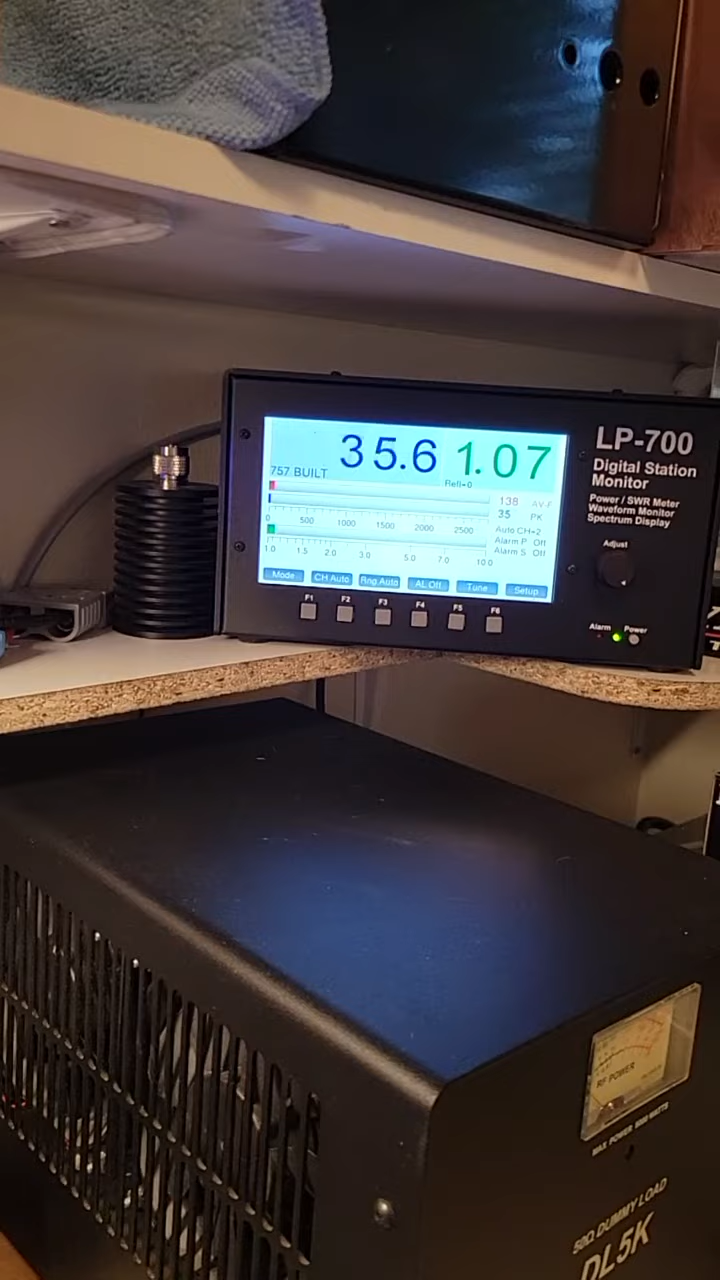 35.6 1.07
757 BUILT
Refl=0
138 AV-F
35 PK
0 500 1000 1500 2000 2500
Auto CH=2
Alarm P Off
Alarm S Off
1.0 1.5 2.0 3.0 5.0 7.0 10.0
Mode CH Auto Rng Auto AL Off Tune Setup
F1 F2 F3 F4 F5 F6
LP-700
Digital Station
Monitor
Power / SWR Meter
Waveform Monitor
Spectrum Display
Adjust
Alarm Power
RF POWER
MAX POWER 5000 WATTS
50Ω DUMMY LOAD
DL5K